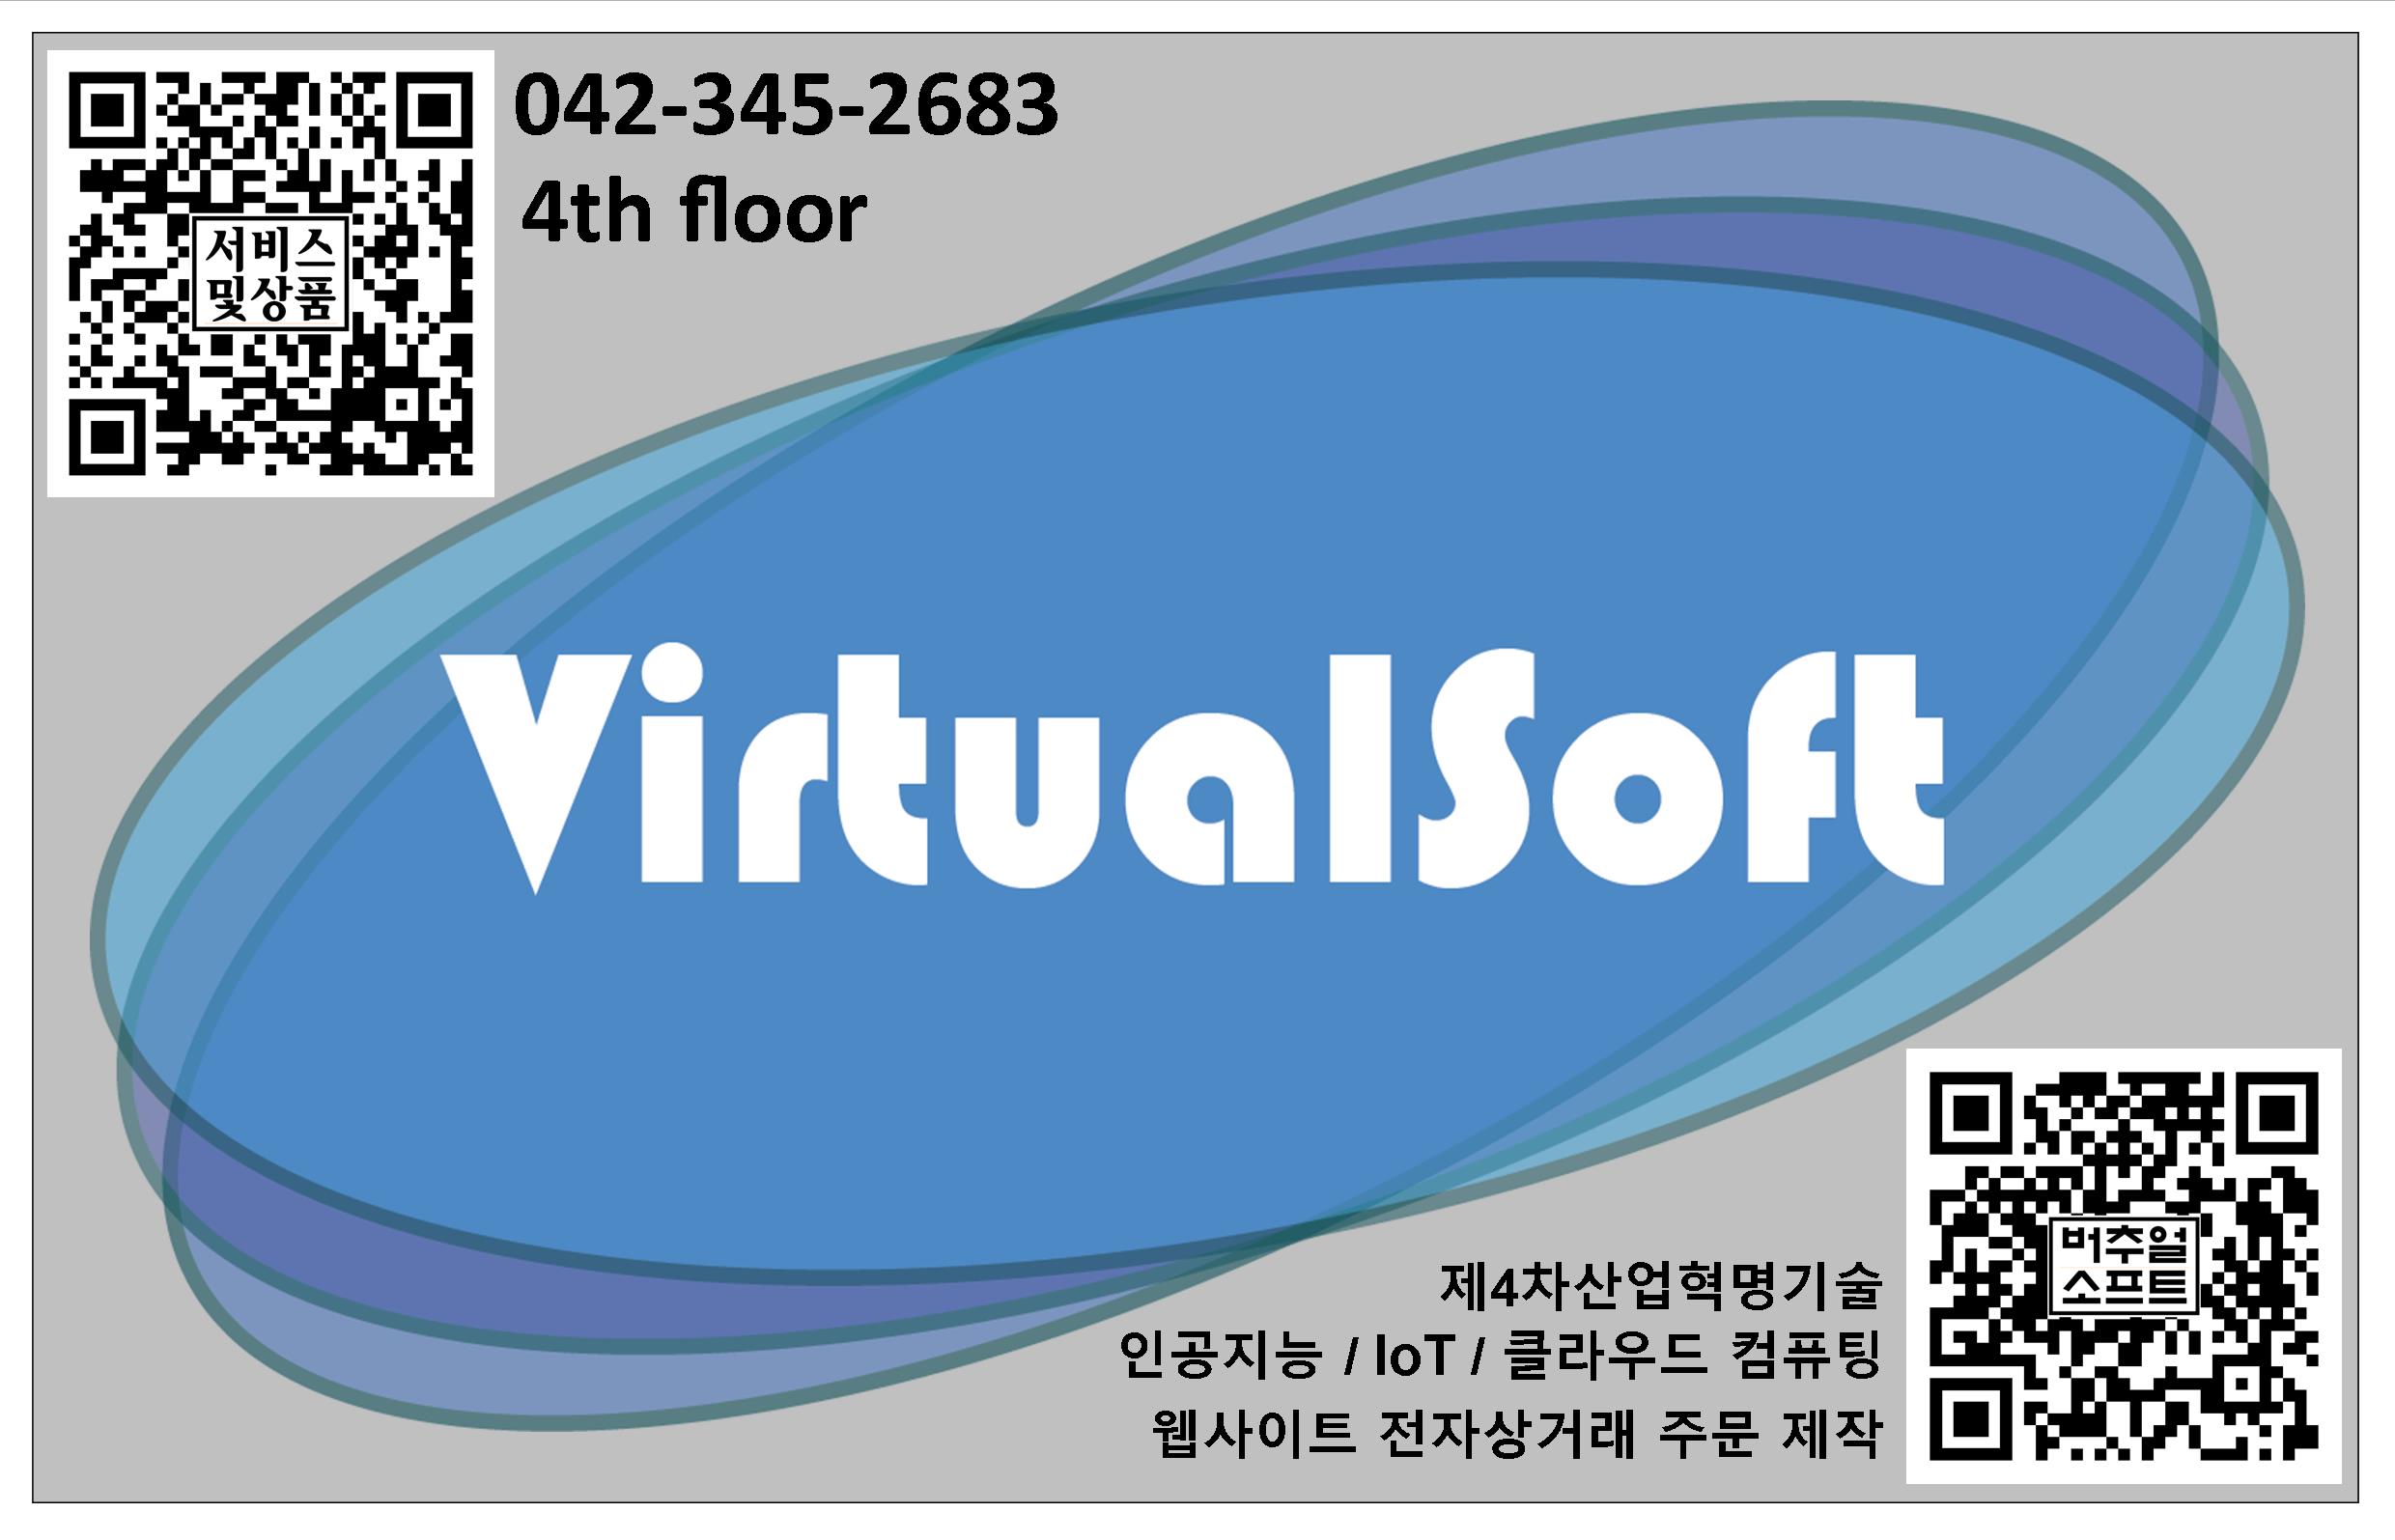 042-345-2683
4th floor
서비스
및상품
VirtualSoft
제4차산업혁명기술
인공지능 / IoT / 클라우드 컴퓨팅
웹사이트 전자상거래 주문 제작
버추얼
소프트